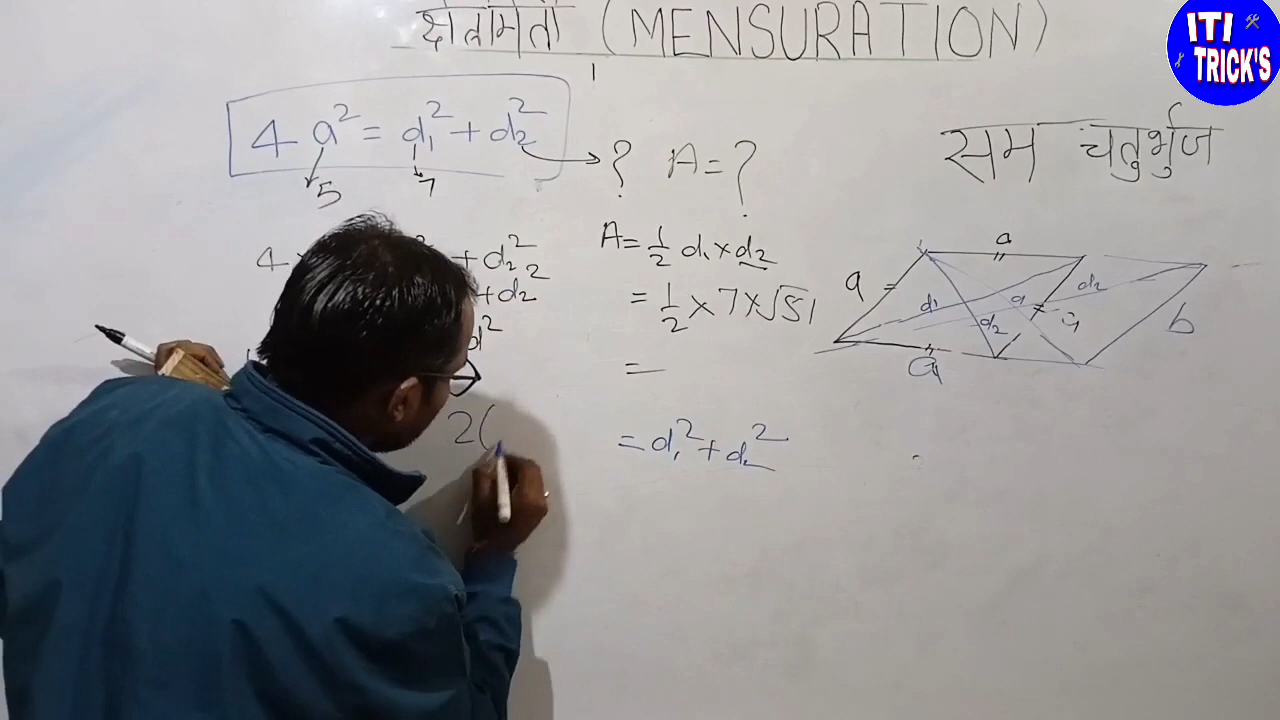 क्षेत्रमिती (MENSURATION)
ITI
TRICK'S
4a² = d₁² + d₂²
5
7
? A = ?
सम चतुर्भुज
A = 1/2 d₁ × d₂
= 1/2 × 7 × √51
=
4
+ d₂²
+ d₂²
2(
= d₁² + d₂²
a
a
d₁
d₂
a
d₂
b
a